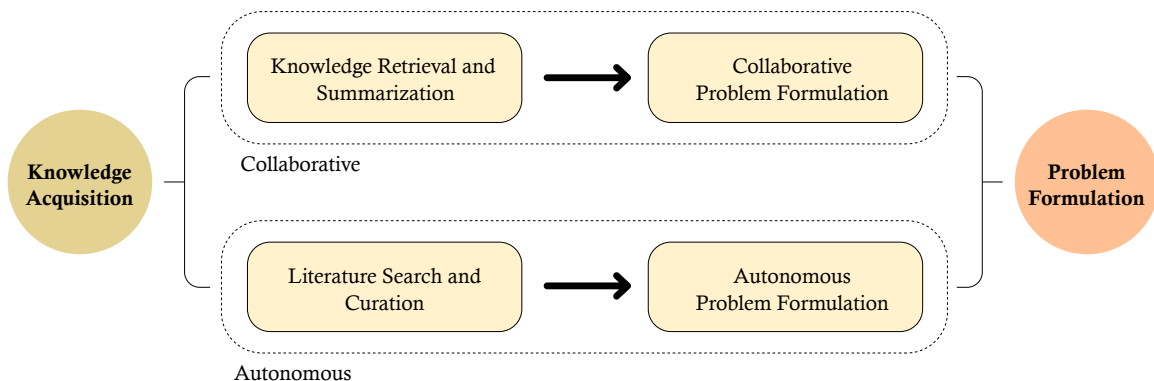 Knowledge
Acquisition
Knowledge Retrieval and
Summarization
Collaborative
Problem Formulation
Collaborative
Literature Search and
Curation
Autonomous
Problem Formulation
Autonomous
Problem
Formulation